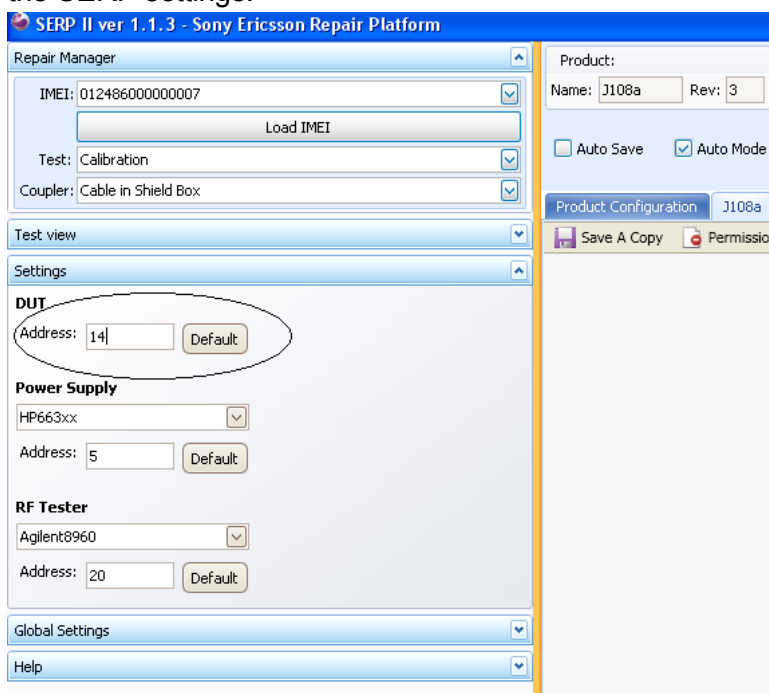 SERP II ver 1.1.3 - Sony Ericsson Repair Platform
Repair Manager
IMEI: 012486000000007
Load IMEI
Test: Calibration
Coupler: Cable in Shield Box
Test view
Settings
DUT
Address: 14
Default
Power Supply
HP663xx
Address: 5
Default
RF Tester
Agilent8960
Address: 20
Default
Global Settings
Help
Product:
Name: J108a Rev: 3
Auto Save Auto Mode
Product Configuration J108a
Save A Copy